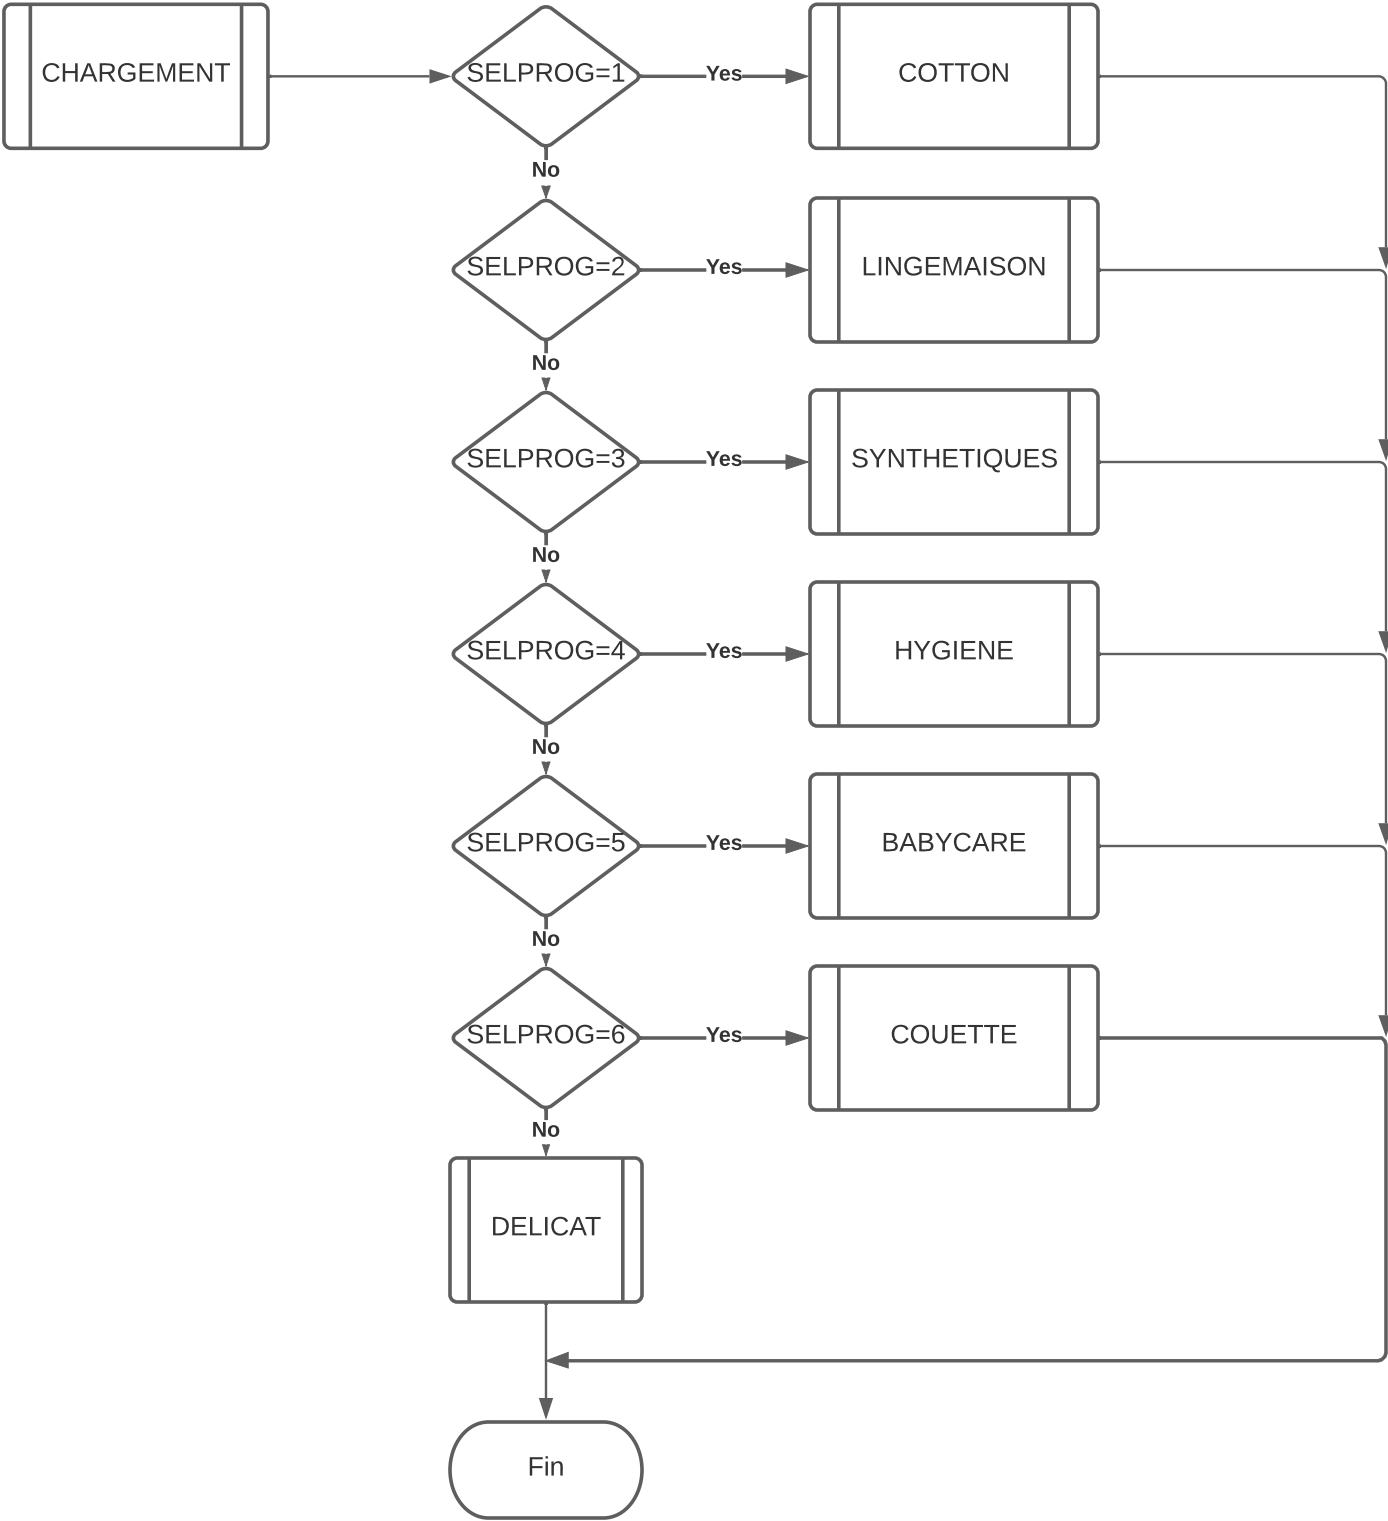 CHARGEMENT
SELPROG=1
Yes
COTTON
No
SELPROG=2
Yes
LINGEMAISON
No
SELPROG=3
Yes
SYNTHETIQUES
No
SELPROG=4
Yes
HYGIENE
No
SELPROG=5
Yes
BABYCARE
No
SELPROG=6
Yes
COUETTE
No
DELICAT
Fin